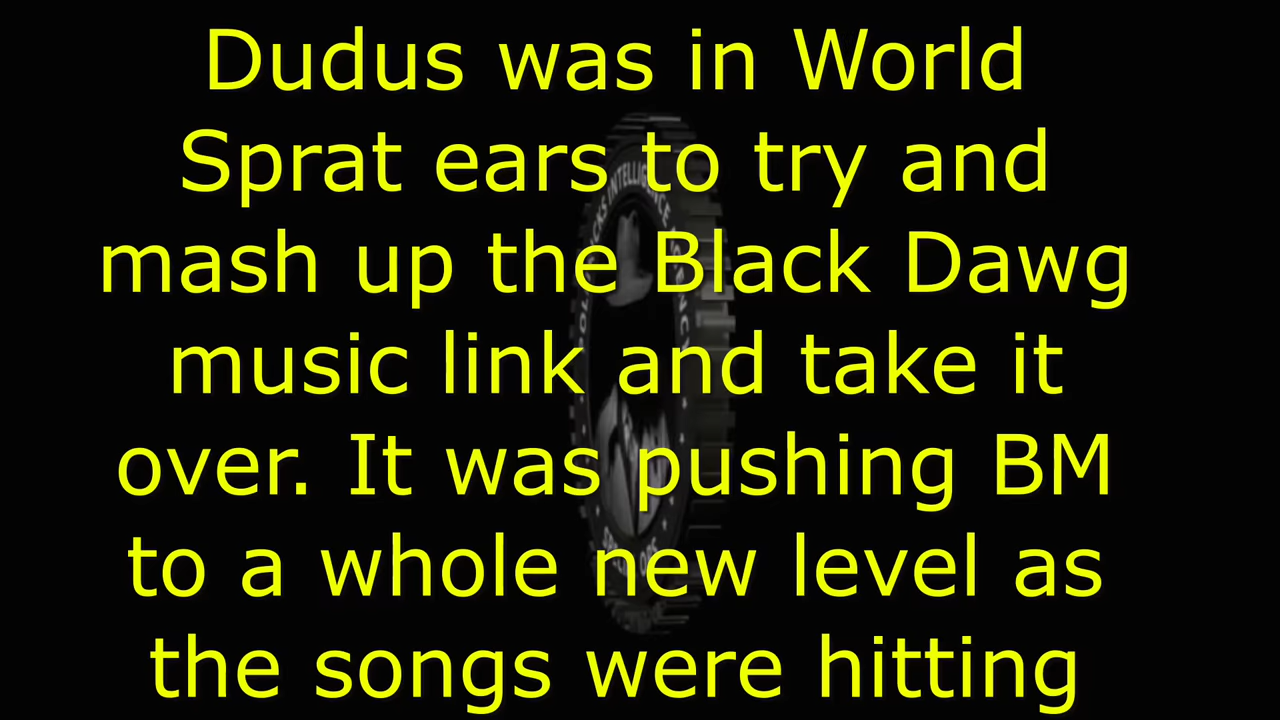 Dudus was in World
Sprat ears to try and
mash up the Black Dawg
music link and take it
over. It was pushing BM
to a whole new level as
the songs were hitting
INTELLIGENCE